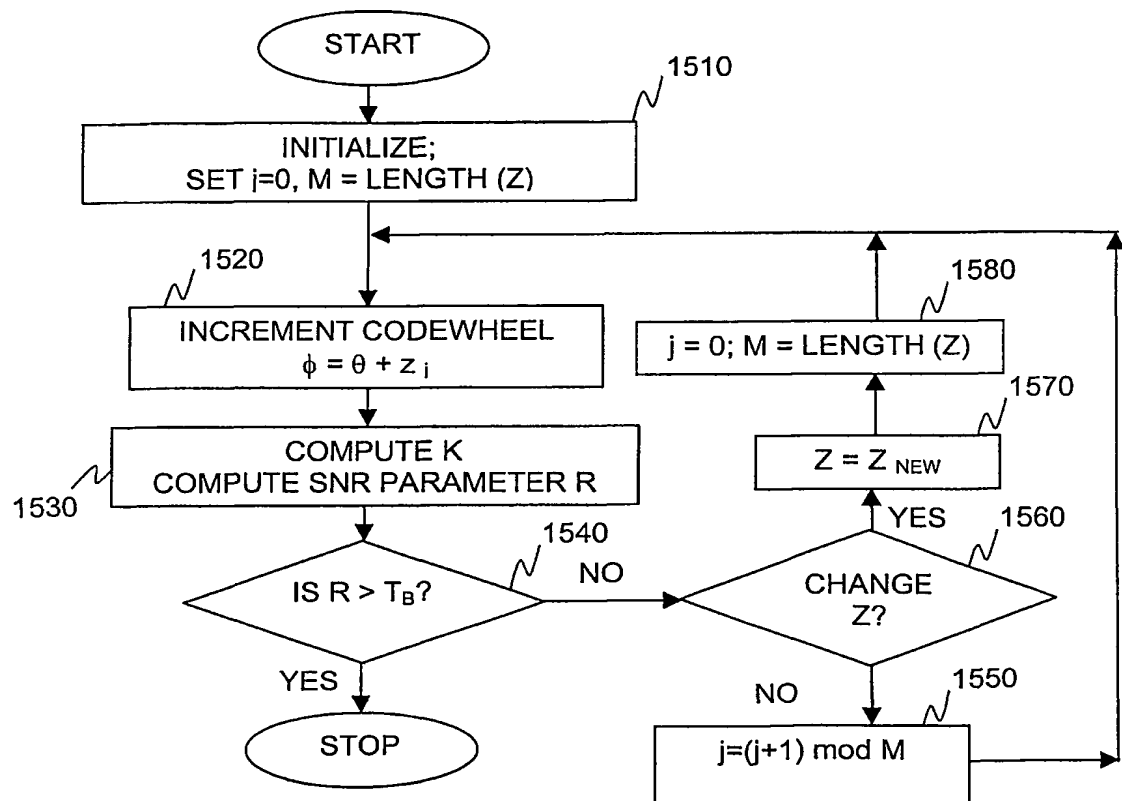 START
1510
INITIALIZE;
SET j=0, M = LENGTH (Z)
1520
INCREMENT CODEWHEEL
ϕ = θ + z j
1580
j = 0; M = LENGTH (Z)
1570
Z = Z NEW
COMPUTE K
COMPUTE SNR PARAMETER R
1530
YES
1560
1540
IS R > TB?
NO
CHANGE
Z?
YES
NO
1550
STOP
j=(j+1) mod M